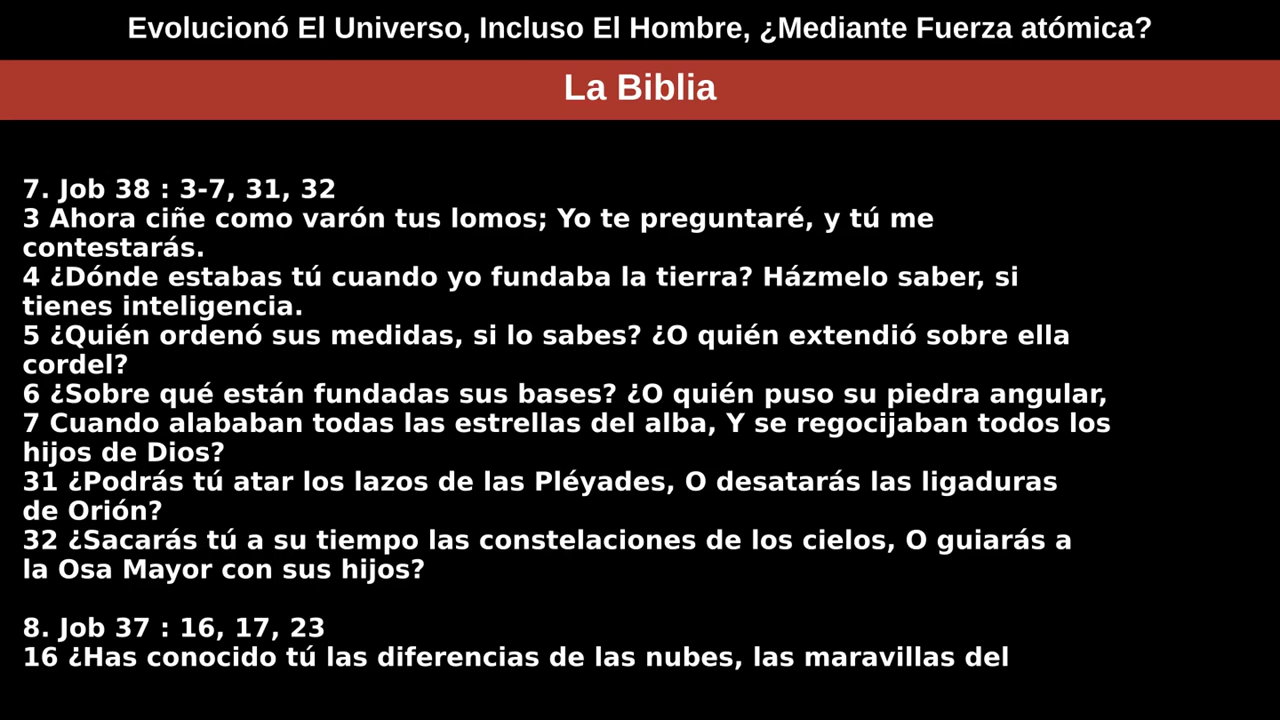 Evolucionó El Universo, Incluso El Hombre, ¿Mediante Fuerza atómica?
La Biblia
7. Job 38 : 3-7, 31, 32
3 Ahora ciñe como varón tus lomos; Yo te preguntaré, y tú me
contestarás.
4 ¿Dónde estabas tú cuando yo fundaba la tierra? Házmelo saber, si
tienes inteligencia.
5 ¿Quién ordenó sus medidas, si lo sabes? ¿O quién extendió sobre ella
cordel?
6 ¿Sobre qué están fundadas sus bases? ¿O quién puso su piedra angular,
7 Cuando alababan todas las estrellas del alba, Y se regocijaban todos los
hijos de Dios?
31 ¿Podrás tú atar los lazos de las Pléyades, O desatarás las ligaduras
de Orión?
32 ¿Sacarás tú a su tiempo las constelaciones de los cielos, O guiarás a
la Osa Mayor con sus hijos?
8. Job 37 : 16, 17, 23
16 ¿Has conocido tú las diferencias de las nubes, las maravillas del